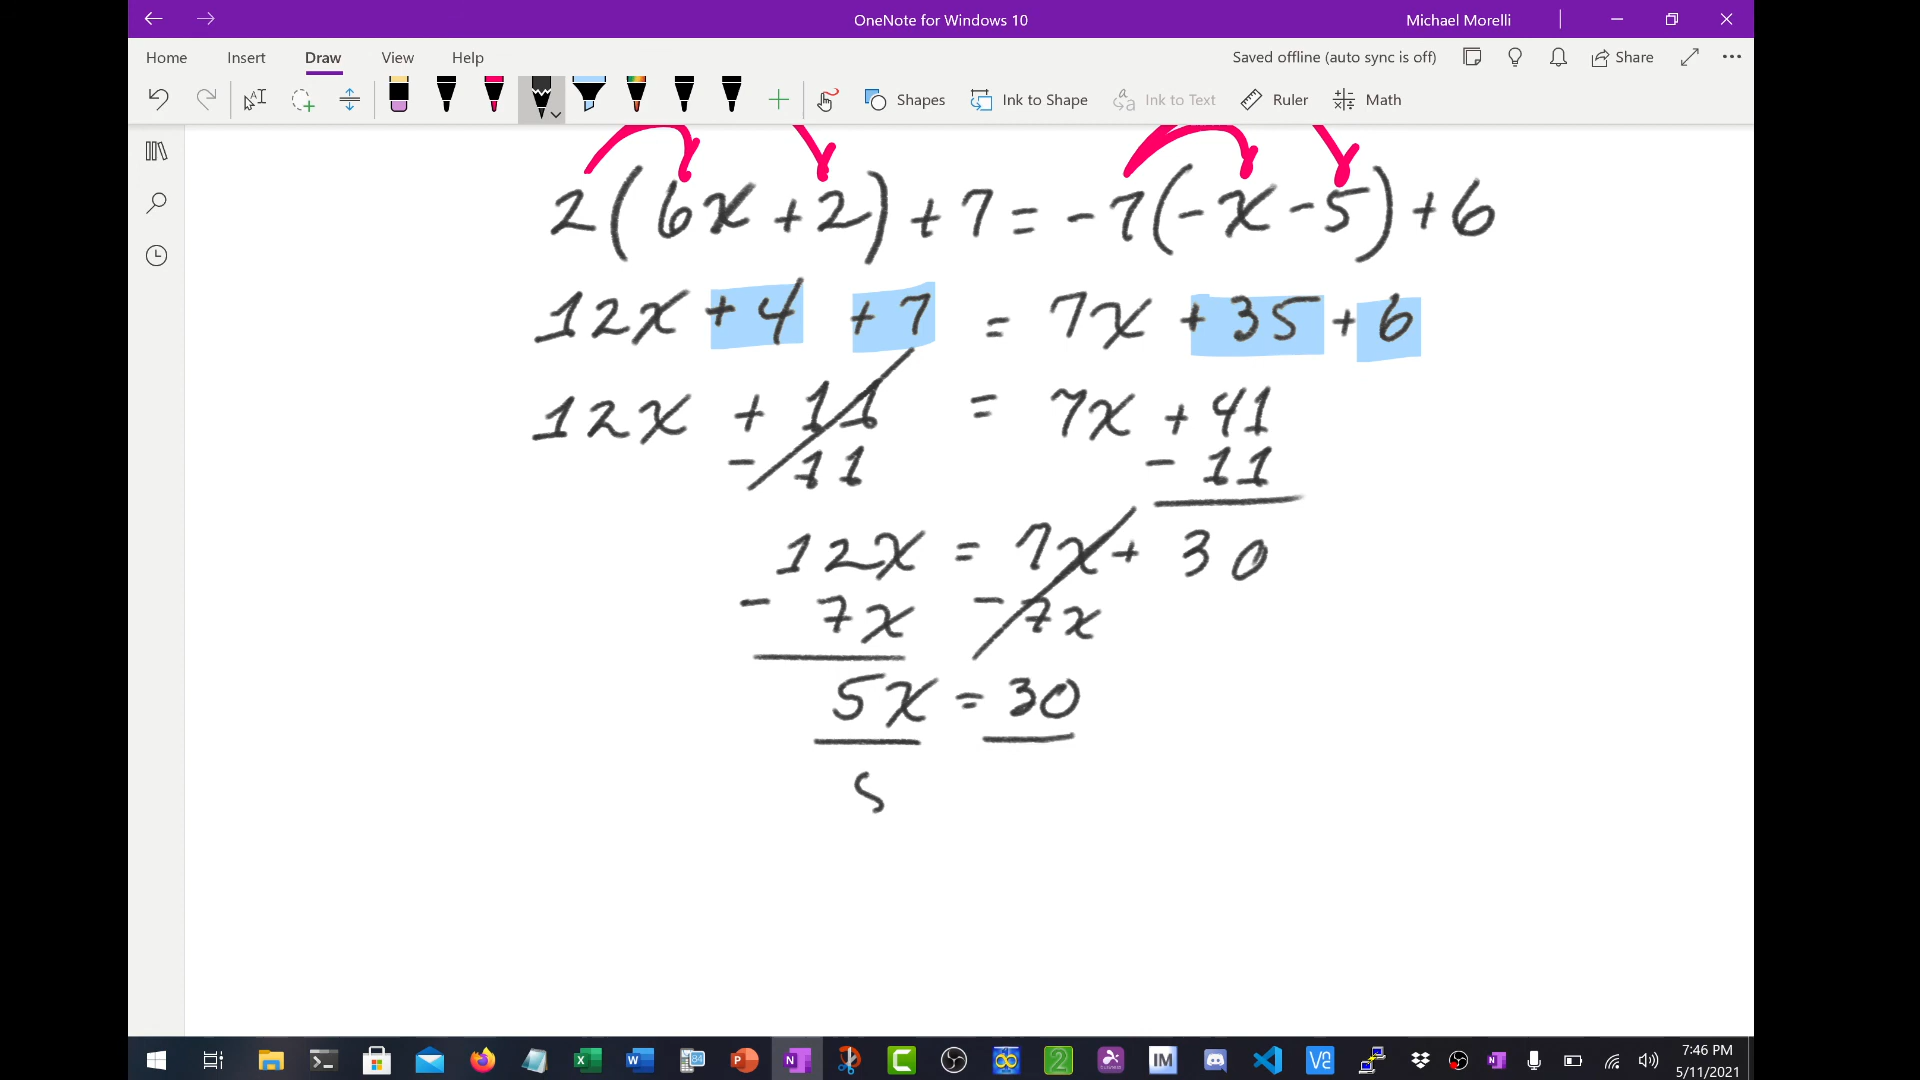 OneNote for Windows 10
Michael Morelli
Home Insert Draw View Help
Saved offline (auto sync is off)
Share
Shapes
Ink to Shape
Ink to Text
Ruler
Math
2(6x+2)+7=-7(-x-5)+6
12x+4+7=7x+35+6
12x+11=7x+41
-11 -11
12x=7x+30
-7x -7x
5x=30
5
7:46 PM
5/11/2021